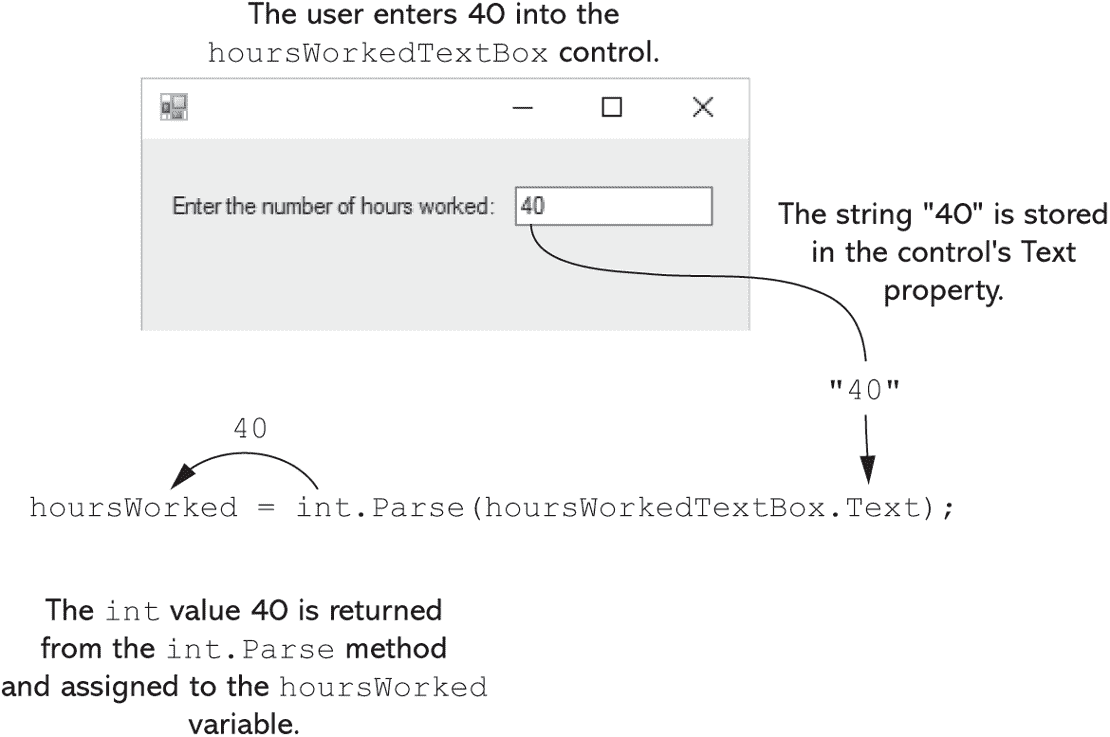 The user enters 40 into the
hoursWorkedTextBox control.
Enter the number of hours worked: 40
The string "40" is stored
in the control's Text
property.
"40"
40
hoursWorked = int.Parse(hoursWorkedTextBox.Text);
The int value 40 is returned
from the int.Parse method
and assigned to the hoursWorked
variable.